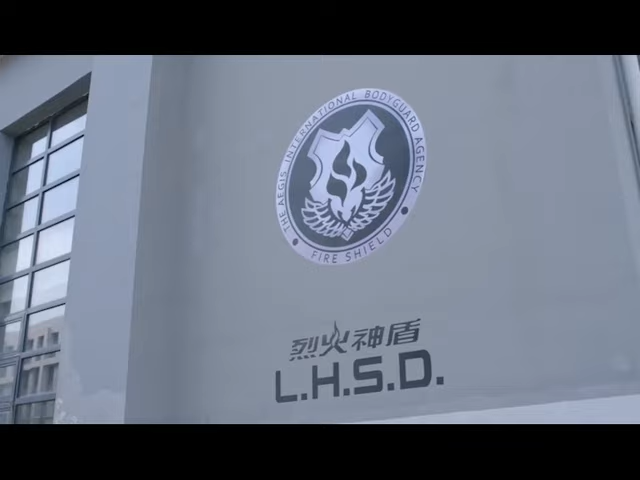 THE AEGIS INTERNATIONAL BODYGUARD AGENCY
FIRE SHIELD
烈火神盾
L.H.S.D.